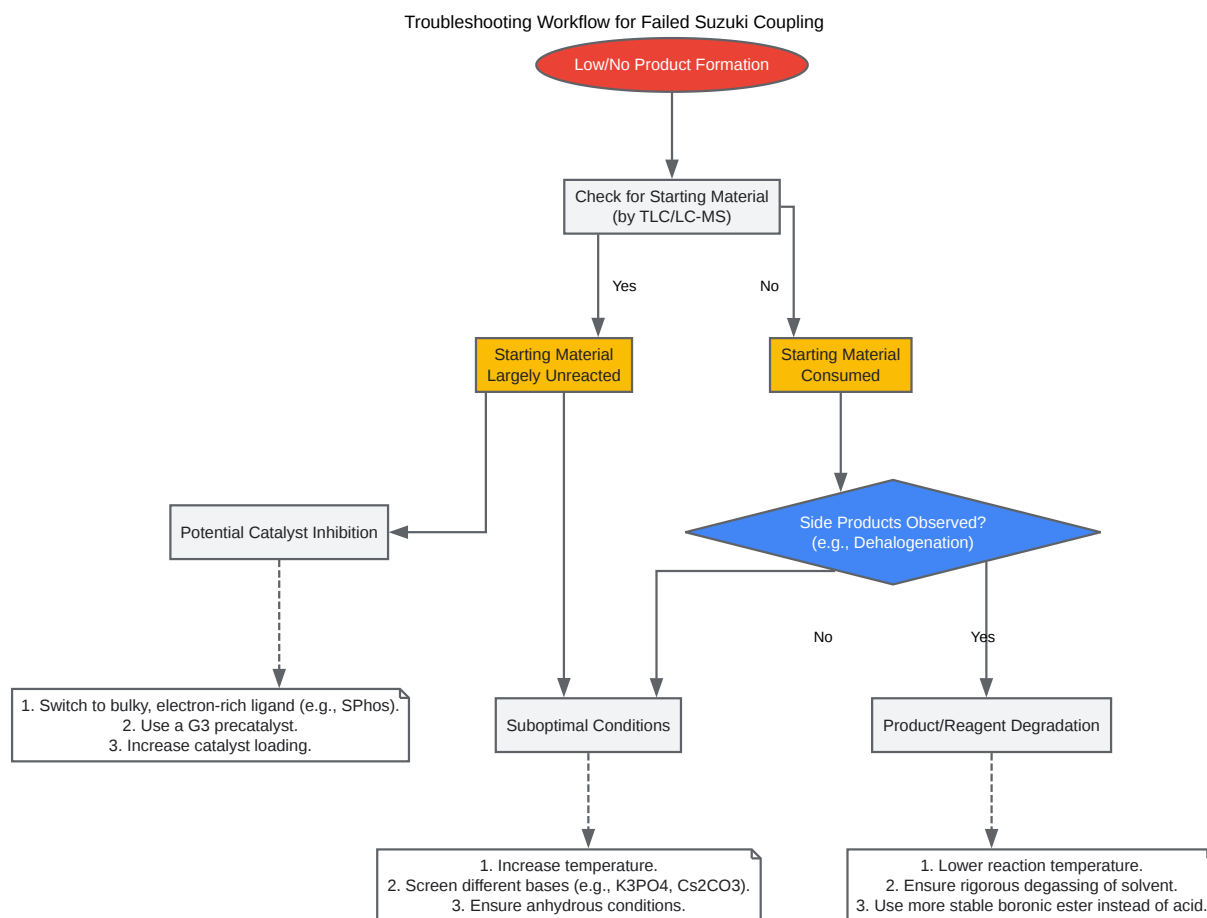 Troubleshooting Workflow for Failed Suzuki Coupling
Low/No Product Formation
Check for Starting Material
(by TLC/LC-MS)
Yes
No
Starting Material
Largely Unreacted
Starting Material
Consumed
Potential Catalyst Inhibition
Side Products Observed?
(e.g., Dehalogenation)
No
Yes
1. Switch to bulky, electron-rich ligand (e.g., SPhos).
2. Use a G3 precatalyst.
3. Increase catalyst loading.
Suboptimal Conditions
Product/Reagent Degradation
1. Increase temperature.
2. Screen different bases (e.g., K3PO4, Cs2CO3).
3. Ensure anhydrous conditions.
1. Lower reaction temperature.
2. Ensure rigorous degassing of solvent.
3. Use more stable boronic ester instead of acid.